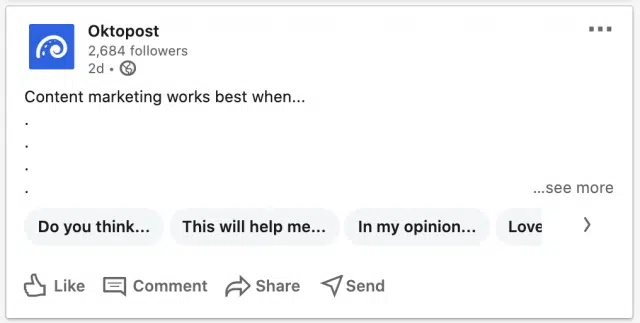 Oktopost
2,684 followers
2d •
Content marketing works best when...
.
.
.
.
...see more
Do you think... This will help me... In my opinion... Love
Like Comment Share Send